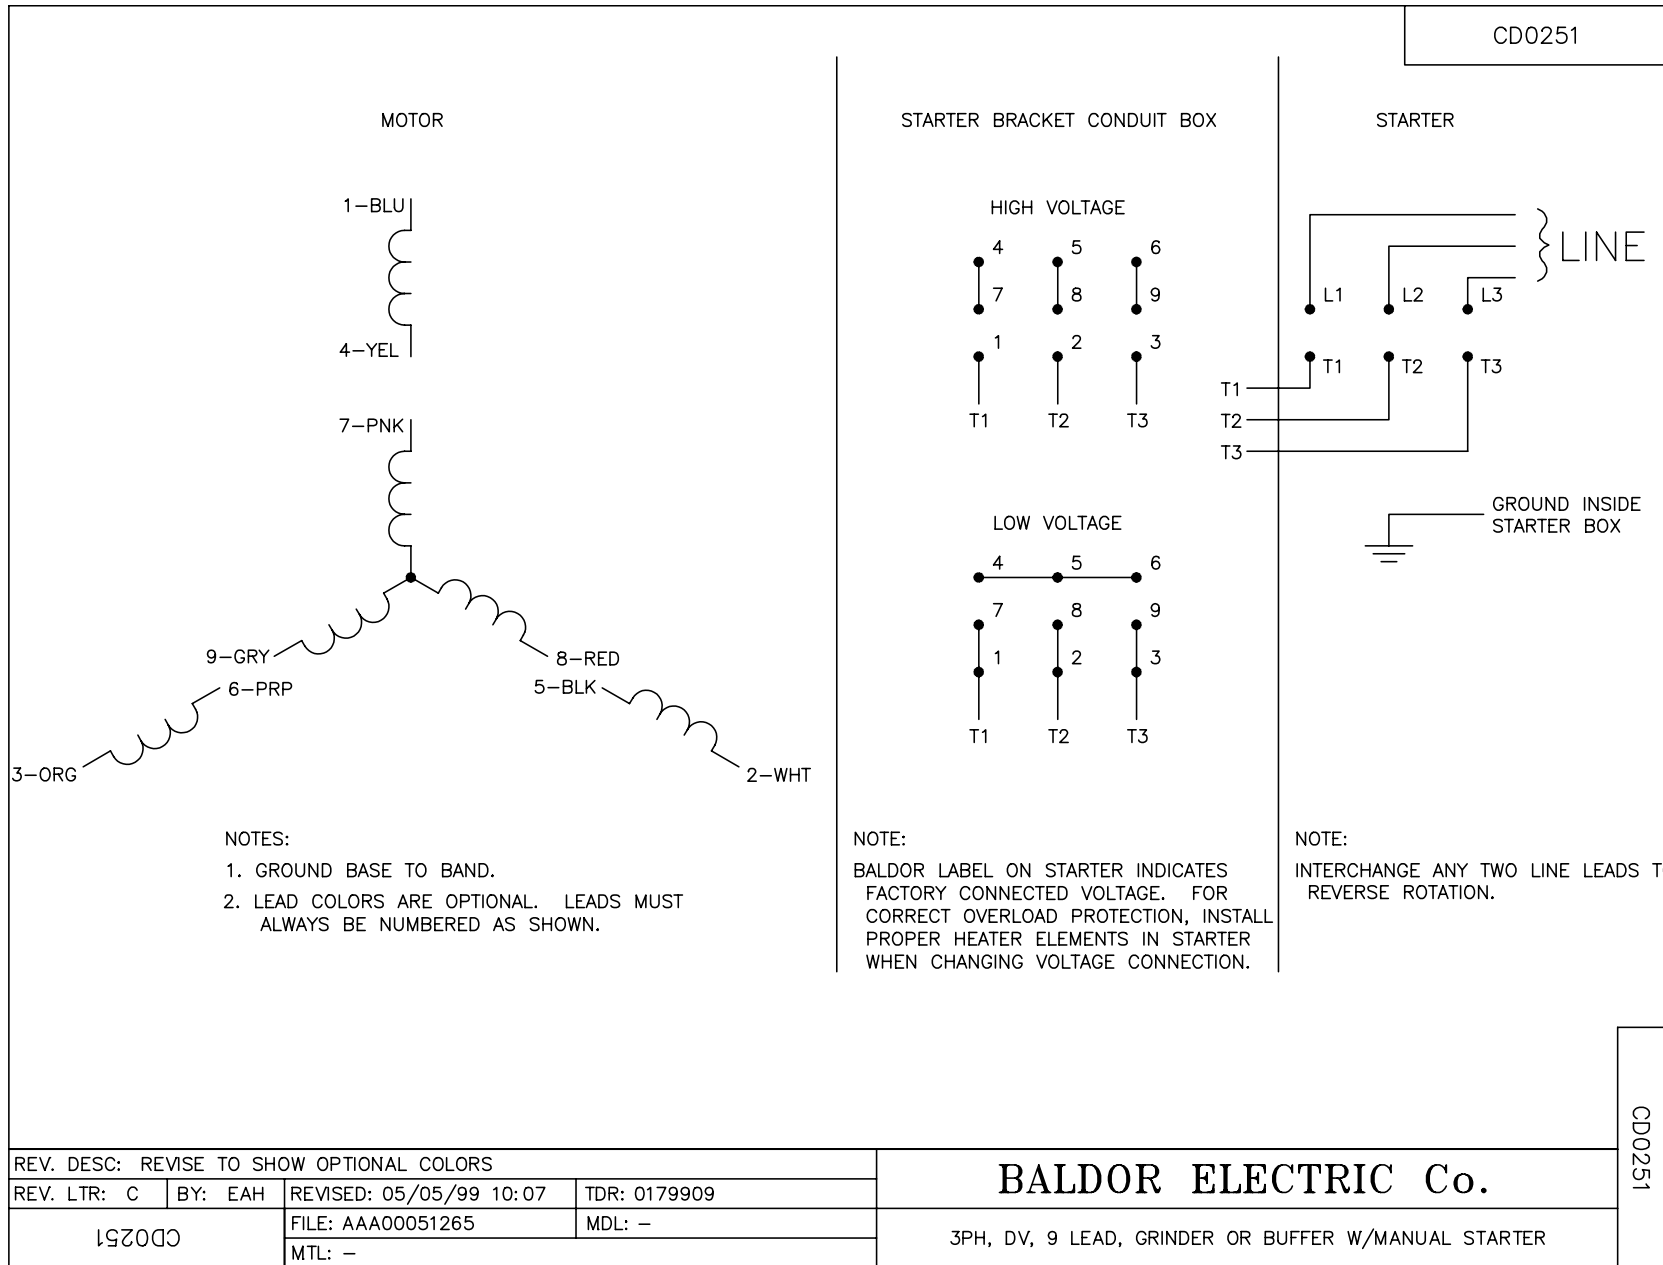 CD0251
MOTOR
1-BLU
4-YEL
7-PNK
9-GRY
8-RED
6-PRP
5-BLK
3-ORG
2-WHT
NOTES:
1. GROUND BASE TO BAND.
2. LEAD COLORS ARE OPTIONAL. LEADS MUST
ALWAYS BE NUMBERED AS SHOWN.
STARTER BRACKET CONDUIT BOX
HIGH VOLTAGE
4 5 6
7 8 9
1 2 3
T1 T2 T3
LOW VOLTAGE
4 5 6
7 8 9
1 2 3
T1 T2 T3
NOTE:
BALDOR LABEL ON STARTER INDICATES
FACTORY CONNECTED VOLTAGE. FOR
CORRECT OVERLOAD PROTECTION, INSTALL
PROPER HEATER ELEMENTS IN STARTER
WHEN CHANGING VOLTAGE CONNECTION.
STARTER
LINE
L1 L2 L3
T1 T2 T3
T1
T2
T3
GROUND INSIDE
STARTER BOX
NOTE:
INTERCHANGE ANY TWO LINE LEADS T
REVERSE ROTATION.
CD0251
REV. DESC: REVISE TO SHOW OPTIONAL COLORS
REV. LTR: C BY: EAH REVISED: 05/05/99 10:07 TDR: 0179909
CD0251
FILE: AAA00051265 MDL: -
MTL: -
BALDOR ELECTRIC Co.
3PH, DV, 9 LEAD, GRINDER OR BUFFER W/MANUAL STARTER